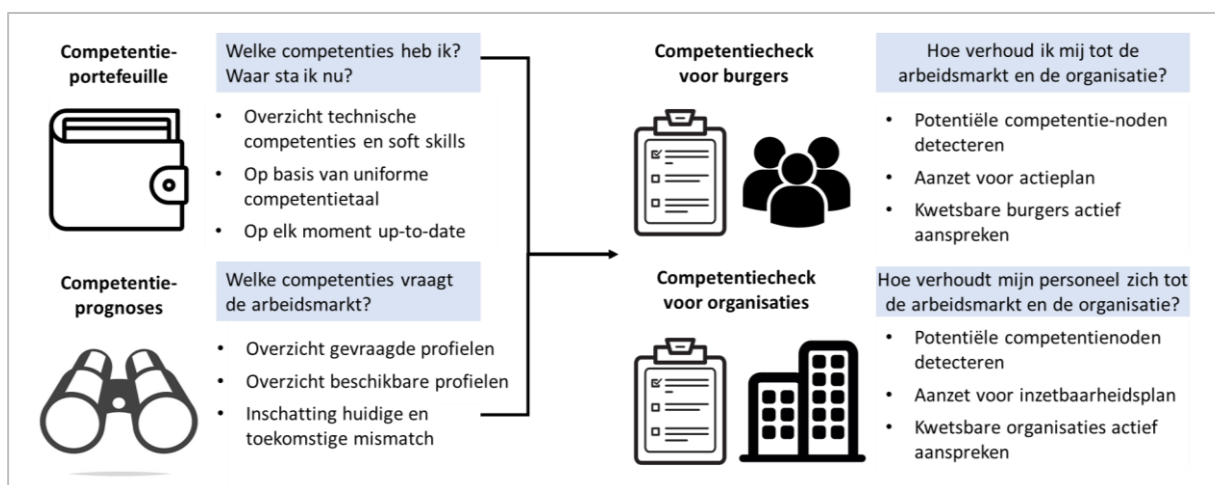 Competentie-
portefeuille
Welke competenties heb ik?
Waar sta ik nu?
• Overzicht technische
competenties en soft skills
• Op basis van uniforme
competentietaal
• Op elk moment up-to-date
Competentie-
prognoses
Welke competenties vraagt
de arbeidsmarkt?
• Overzicht gevraagde profielen
• Overzicht beschikbare profielen
• Inschatting huidige en
toekomstige mismatch
Competentiecheck
voor burgers
Hoe verhoud ik mij tot de
arbeidsmarkt en de organisatie?
• Potentiële competentie-noden
detecteren
• Aanzet voor actieplan
• Kwetsbare burgers actief
aanspreken
Competentiecheck
voor organisaties
Hoe verhoudt mijn personeel zich tot
de arbeidsmarkt en de organisatie?
• Potentiële competentienoden
detecteren
• Aanzet voor inzetbaarheidsplan
• Kwetsbare organisaties actief
aanspreken